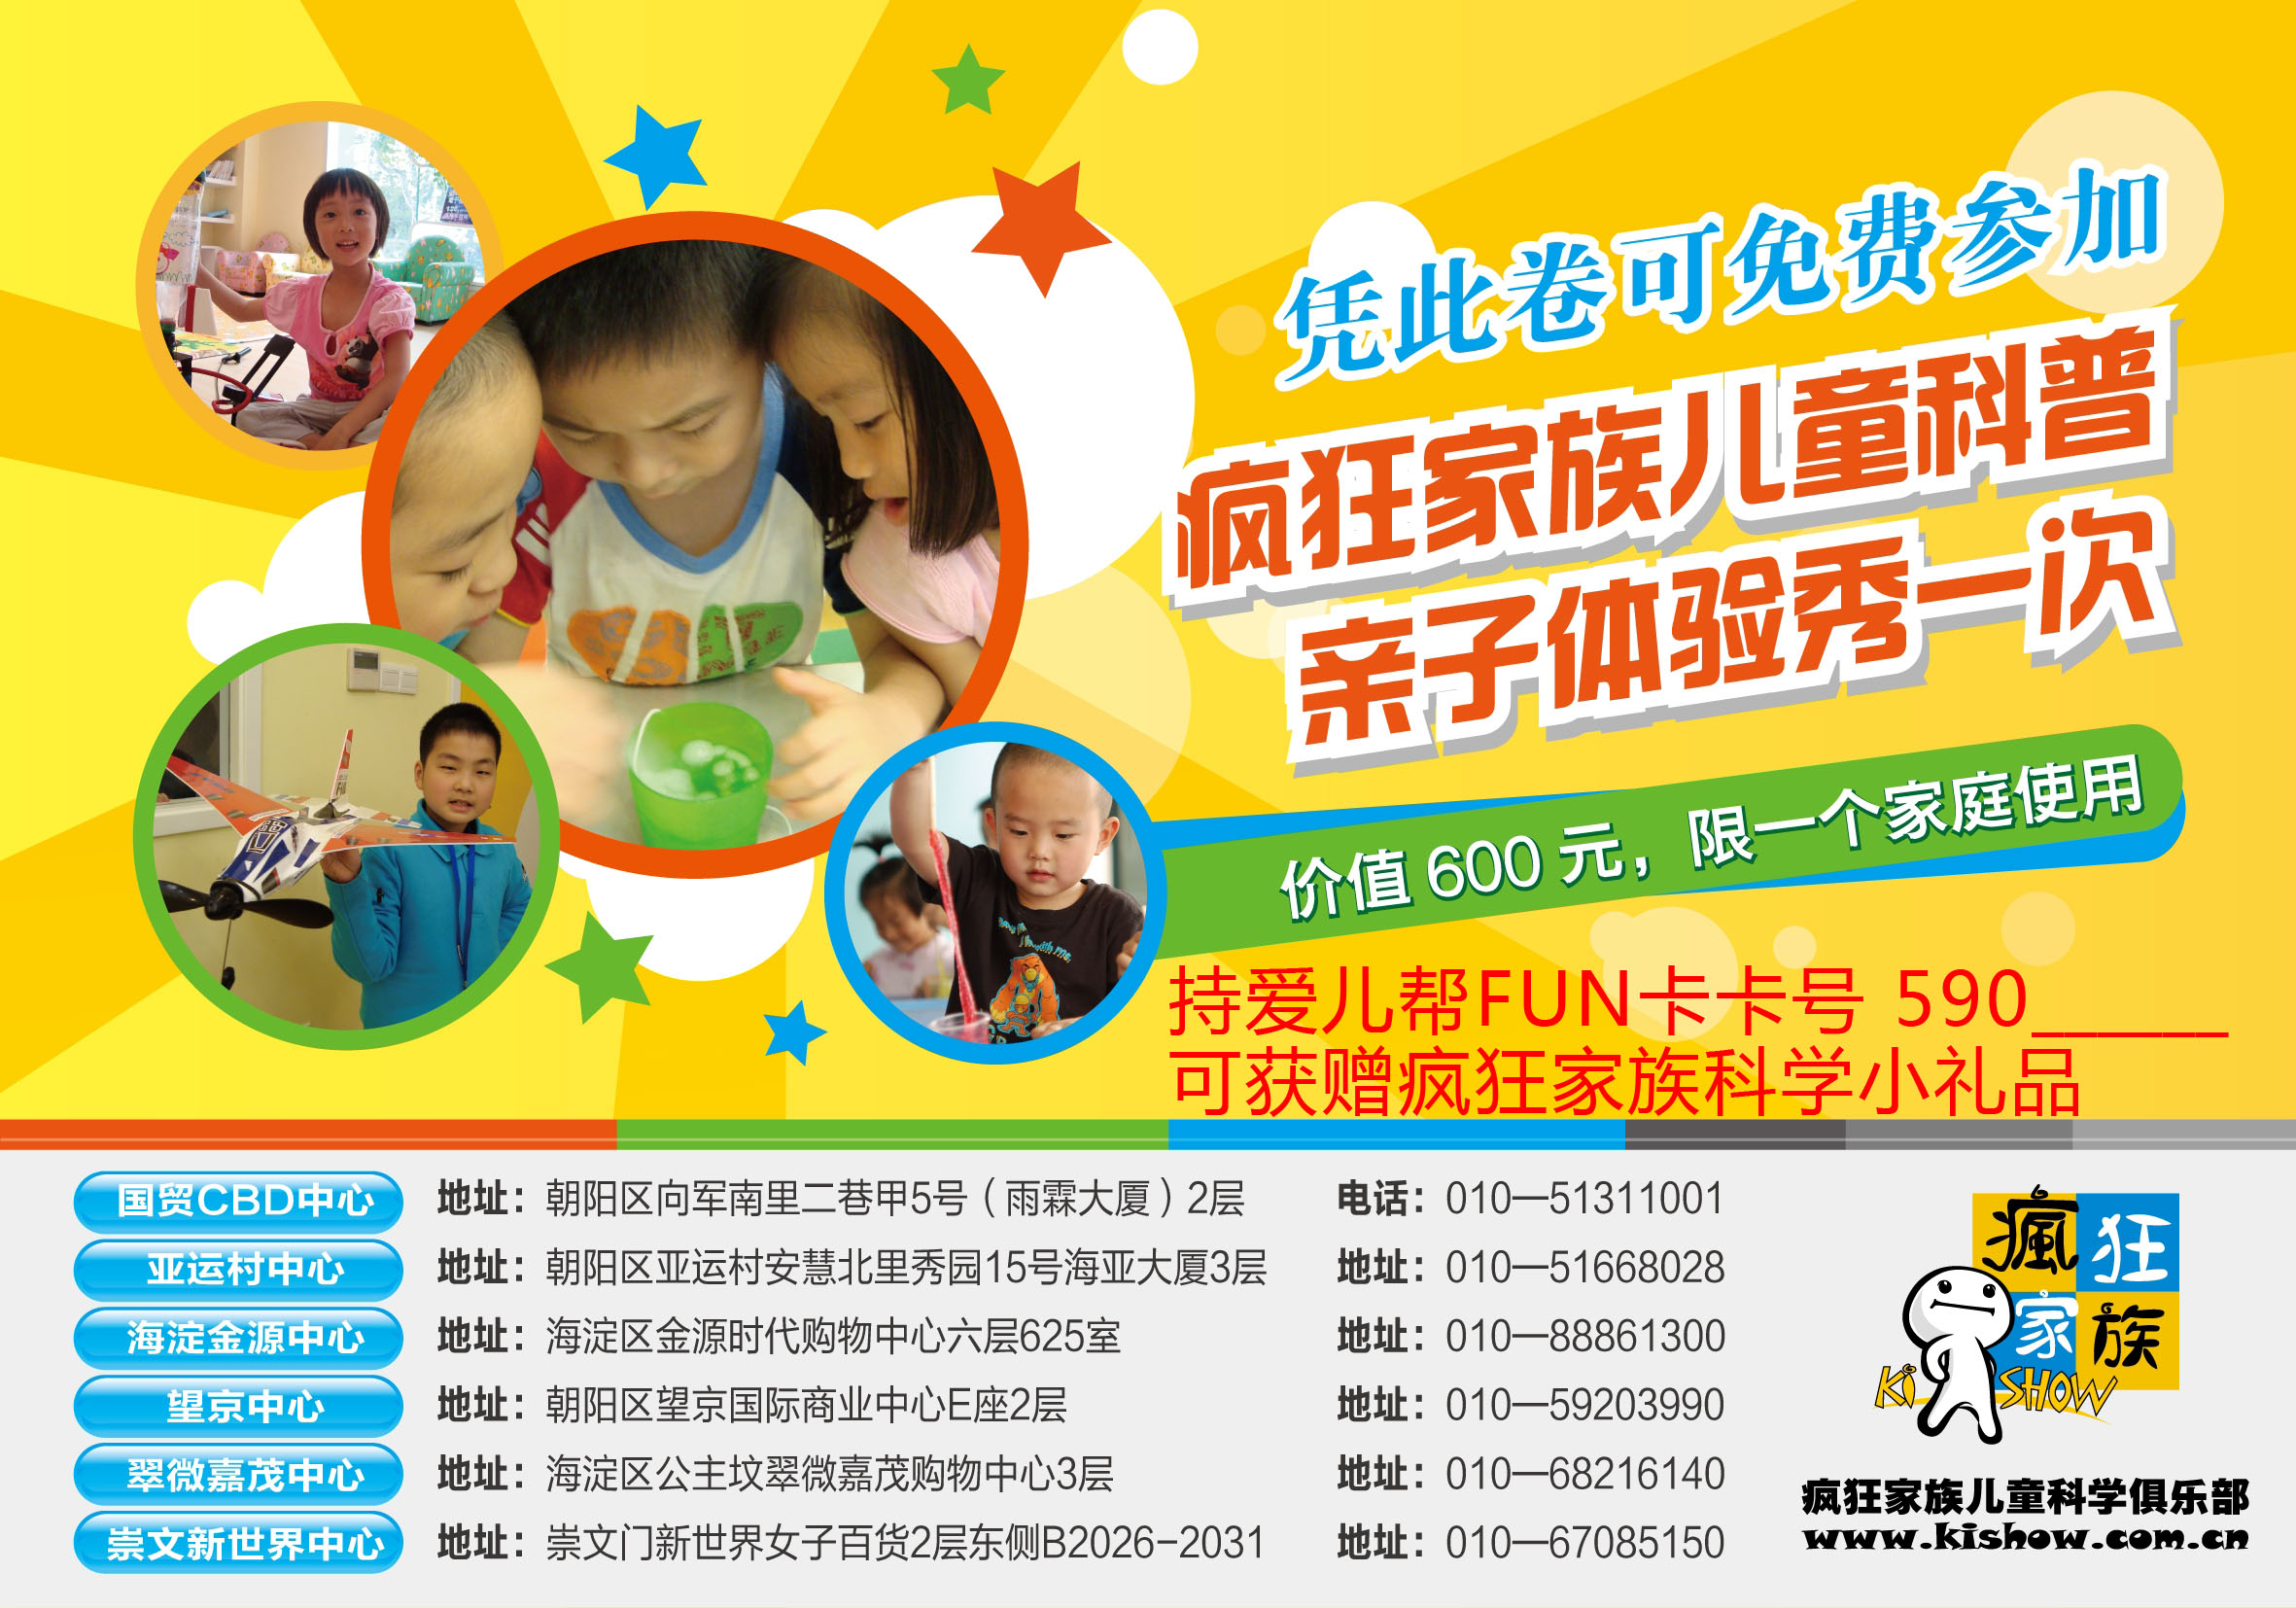 凭此卷可免费参加
疯狂家族儿童科普
亲子体验秀一次
价值 600 元，限一个家庭使用
持爱儿帮FUN卡卡号 590______
可获赠疯狂家族科学小礼品
国贸CBD中心 地址：朝阳区向军南里二巷甲5号（雨霖大厦）2层 电话：010—51311001
亚运村中心 地址：朝阳区亚运村安慧北里秀园15号海亚大厦3层 地址：010—51668028
海淀金源中心 地址：海淀区金源时代购物中心六层625室 地址：010—88861300
望京中心 地址：朝阳区望京国际商业中心E座2层 地址：010—59203990
翠微嘉茂中心 地址：海淀区公主坟翠微嘉茂购物中心3层 地址：010—68216140
崇文新世界中心 地址：崇文门新世界女子百货2层东侧B2026-2031 地址：010—67085150
瘋狂
家族
Ki SHOW
疯狂家族儿童科学俱乐部
www.kishow.com.cn